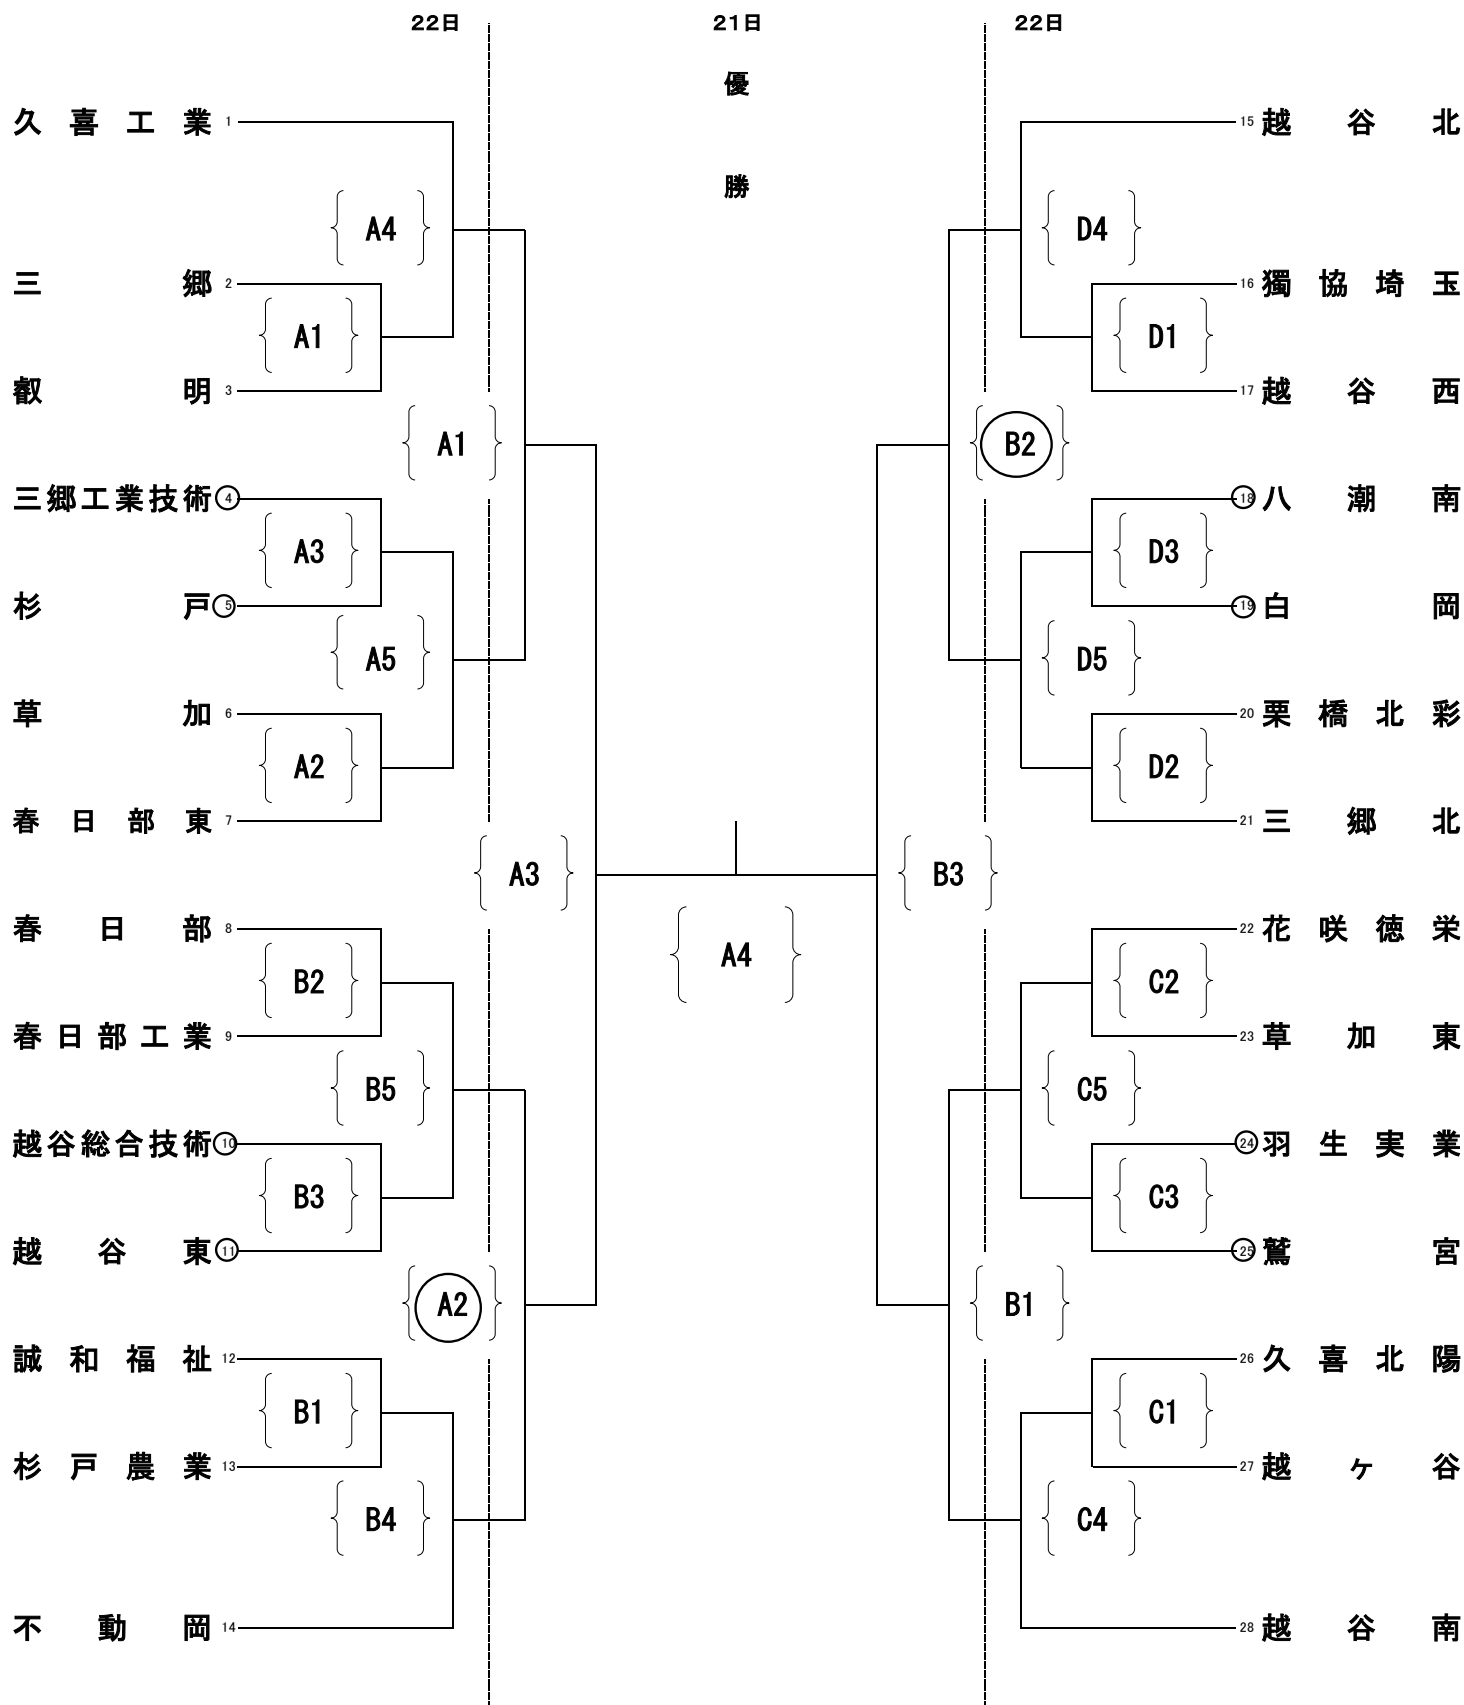 22日 21日 22日
優
勝
久喜工業 1 15 越谷北
A4 D4
三郷 2 16 獨協埼玉
A1 D1
叡明 3 17 越谷西
A1 B2
三郷工業技術 4 18 八潮南
A3 D3
杉戸 5 19 白岡
A5 D5
草加 6 20 栗橋北彩
A2 D2
春日部東 7 21 三郷北
A3 B3
春日部 8 22 花咲徳栄
A4
B2 C2
春日部工業 9 23 草加東
B5 C5
越谷総合技術 10 24 羽生実業
B3 C3
越谷東 11 25 鷲宮
A2 B1
誠和福祉 12 26 久喜北陽
B1 C1
杉戸農業 13 27 越ヶ谷
B4 C4
不動岡 14 28 越谷南